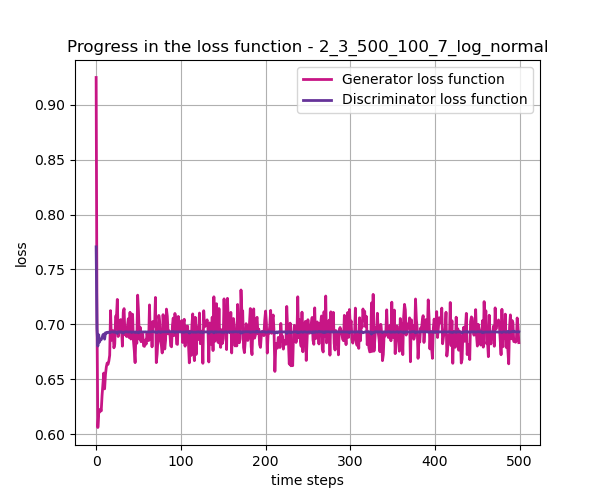 Progress in the loss function - 2_3_500_100_7_log_normal
Generator loss function
Discriminator loss function
0.90
0.85
0.80
0.75
0.70
0.65
0.60
loss
0
100
200
300
400
500
time steps